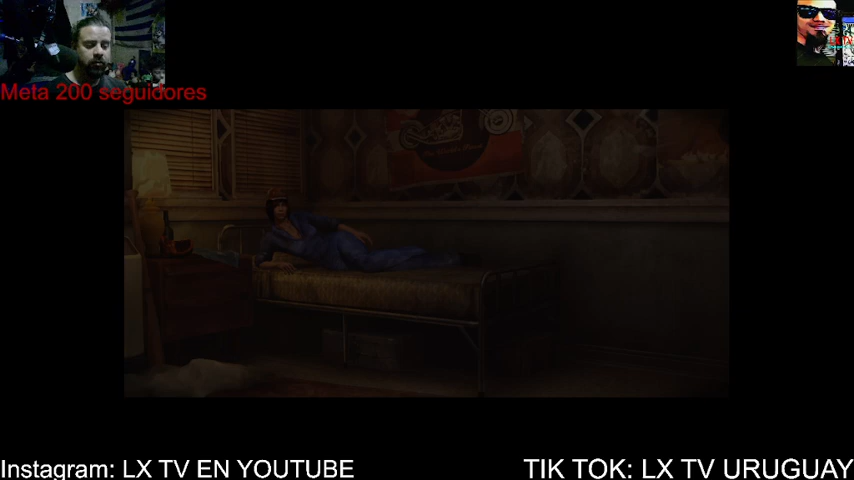 Meta 200 seguidores
Instagram: LX TV EN YOUTUBE
TIK TOK: LX TV URUGUAY